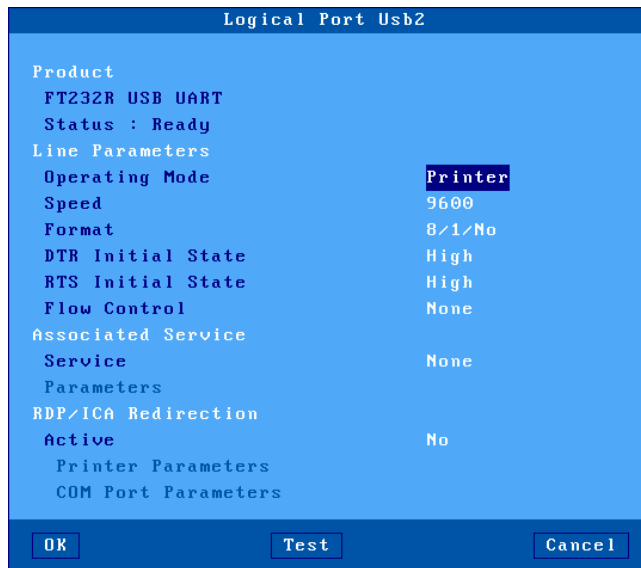 Logical Port Usb2
Product
FT232R USB UART
Status : Ready
Line Parameters
Operating Mode Printer
Speed 9600
Format 8/1/No
DTR Initial State High
RTS Initial State High
Flow Control None
Associated Service
Service None
Parameters
RDP/ICA Redirection
Active No
Printer Parameters
COM Port Parameters
OK Test Cancel